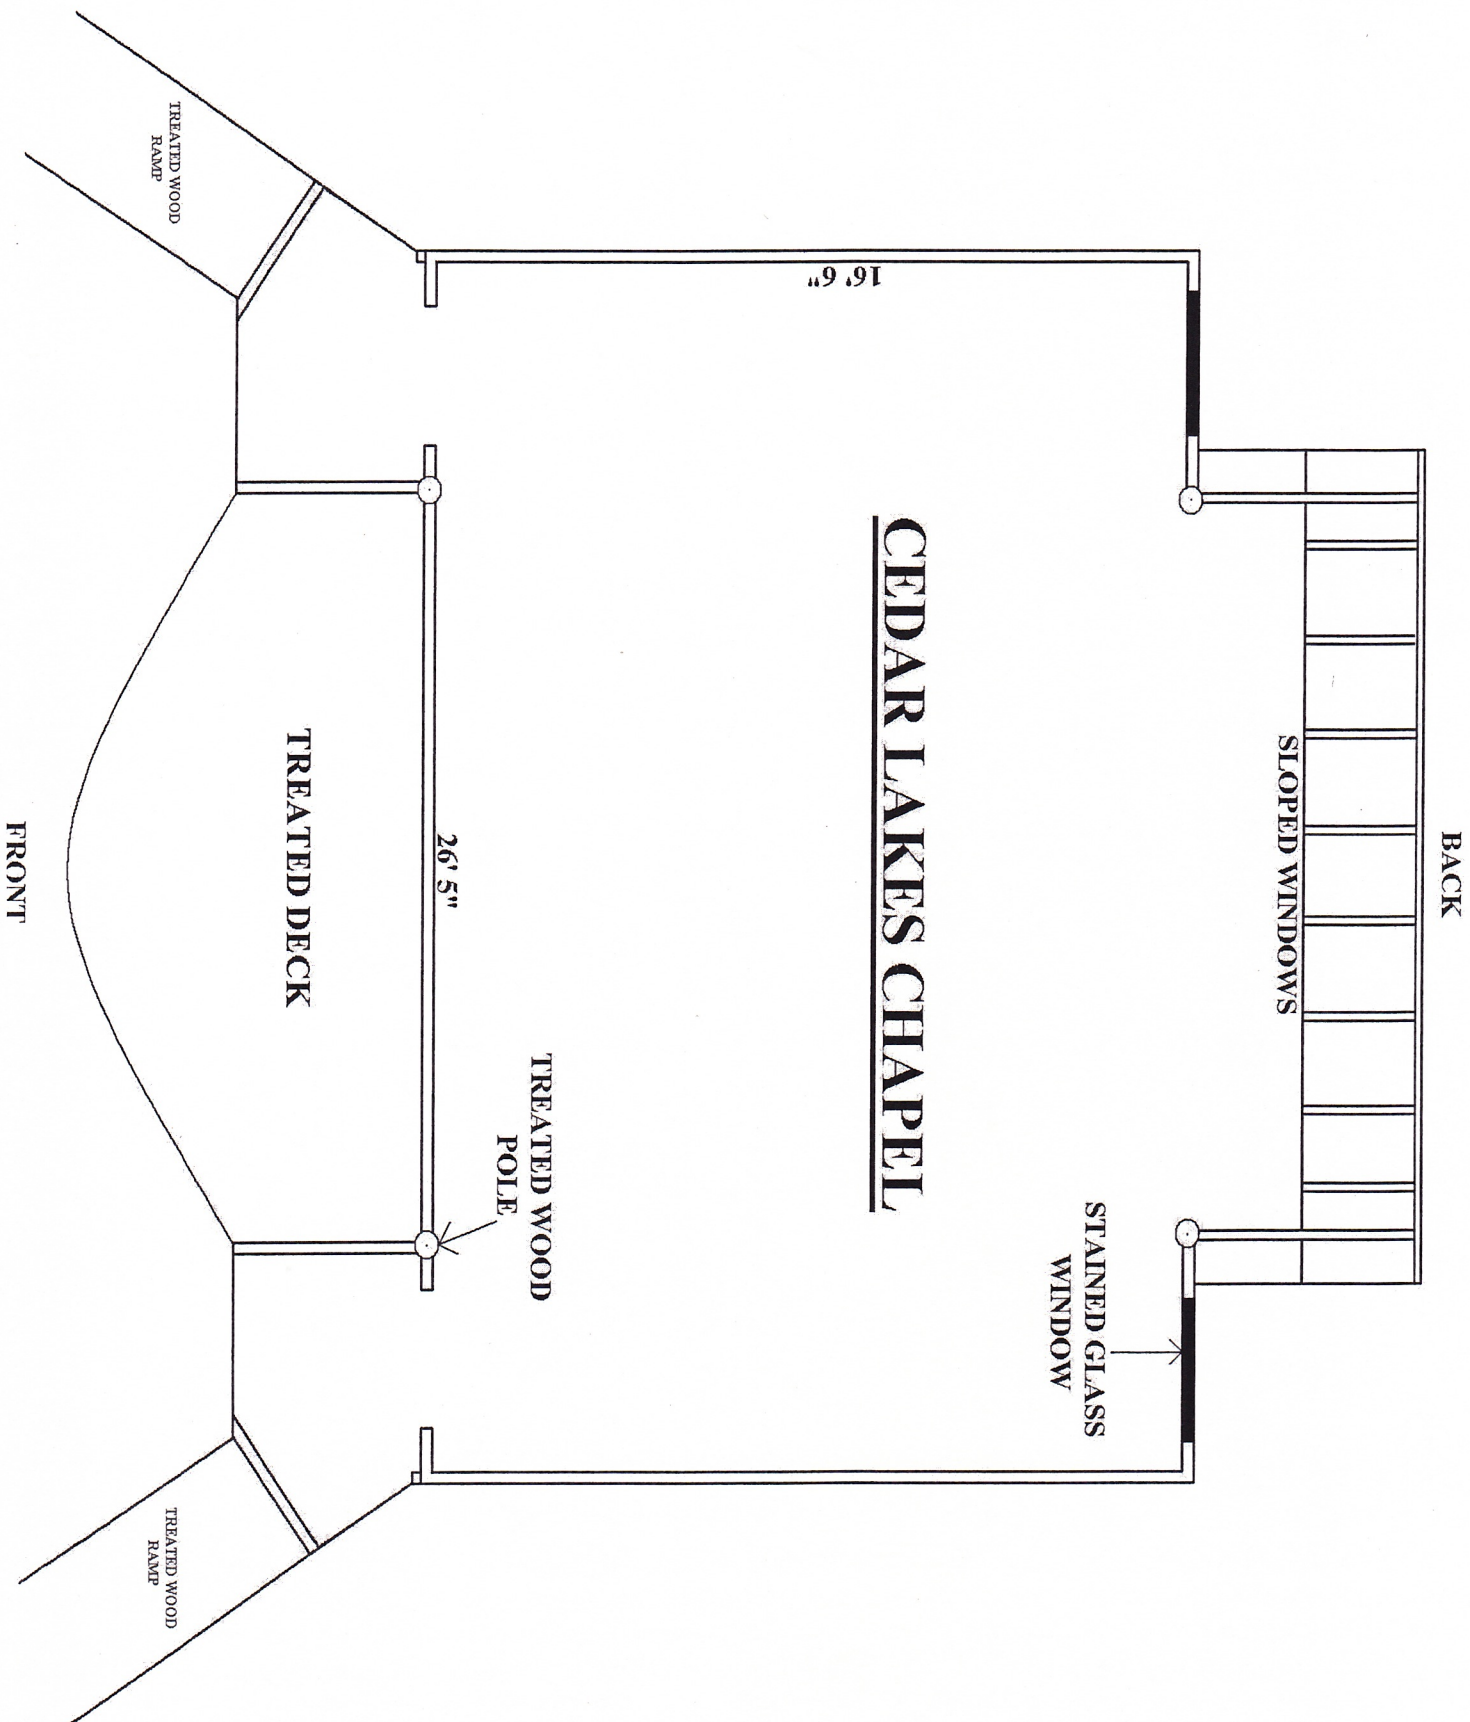 BACK
SLOPED WINDOWS
STAINED GLASS
WINDOW
16' 6"
CEDAR LAKES CHAPEL
TREATED WOOD
POLE
26' 5"
TREATED DECK
TREATED WOOD
RAMP
TREATED WOOD
RAMP
FRONT